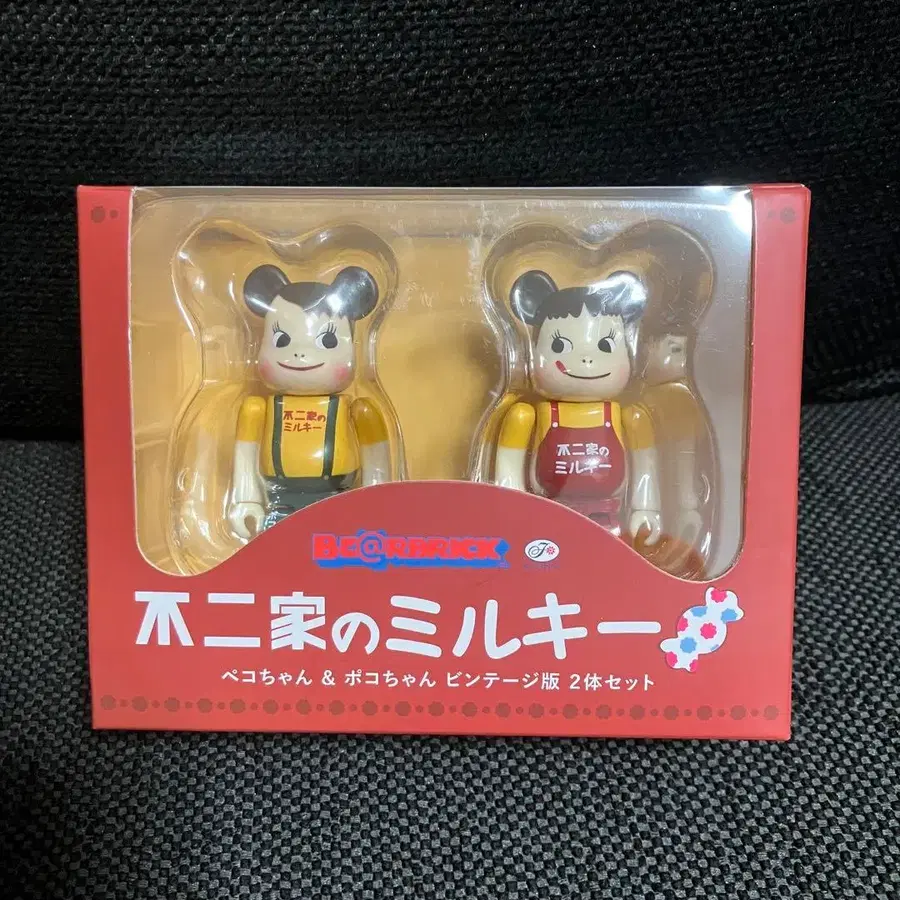 不二家の
ミルキー
不二家の
ミルキー
BE@RBRICK
不二家のミルキー
ペコちゃん & ポコちゃん ビンテージ版 2体セット